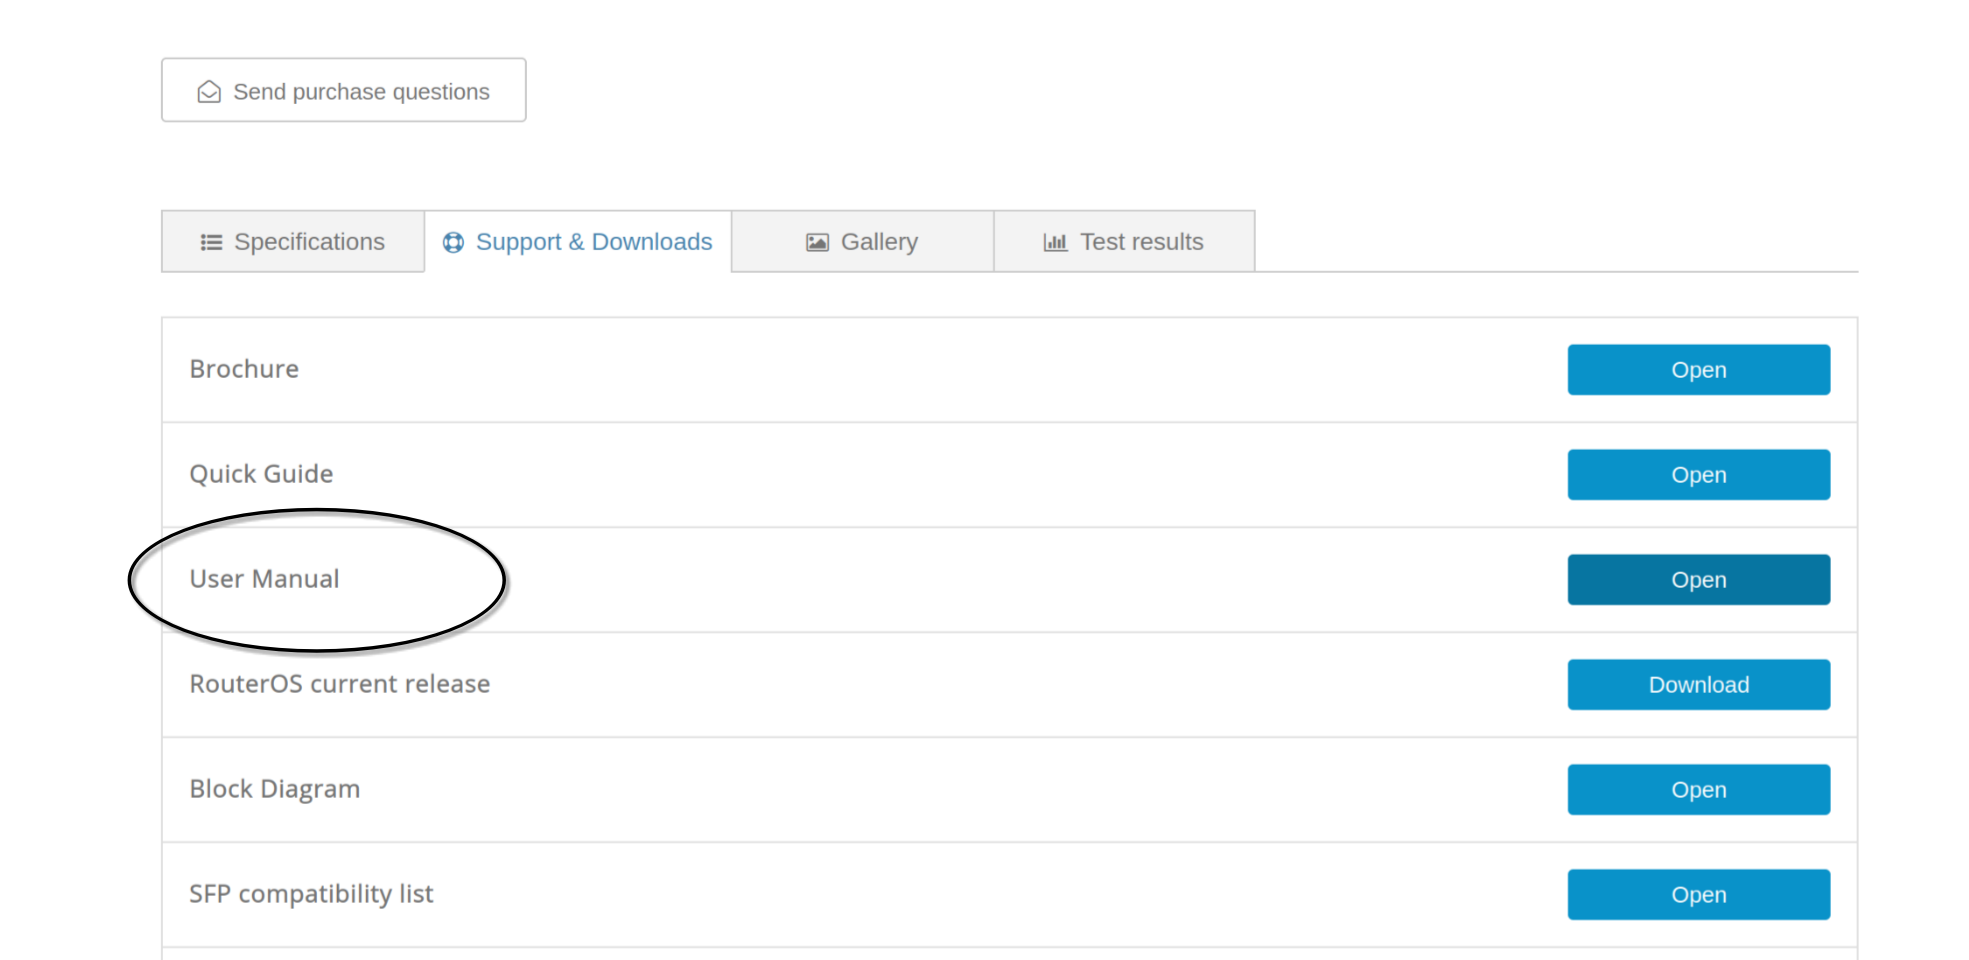 Send purchase questions
Specifications Support & Downloads Gallery Test results
Brochure Open
Quick Guide Open
User Manual Open
RouterOS current release Download
Block Diagram Open
SFP compatibility list Open